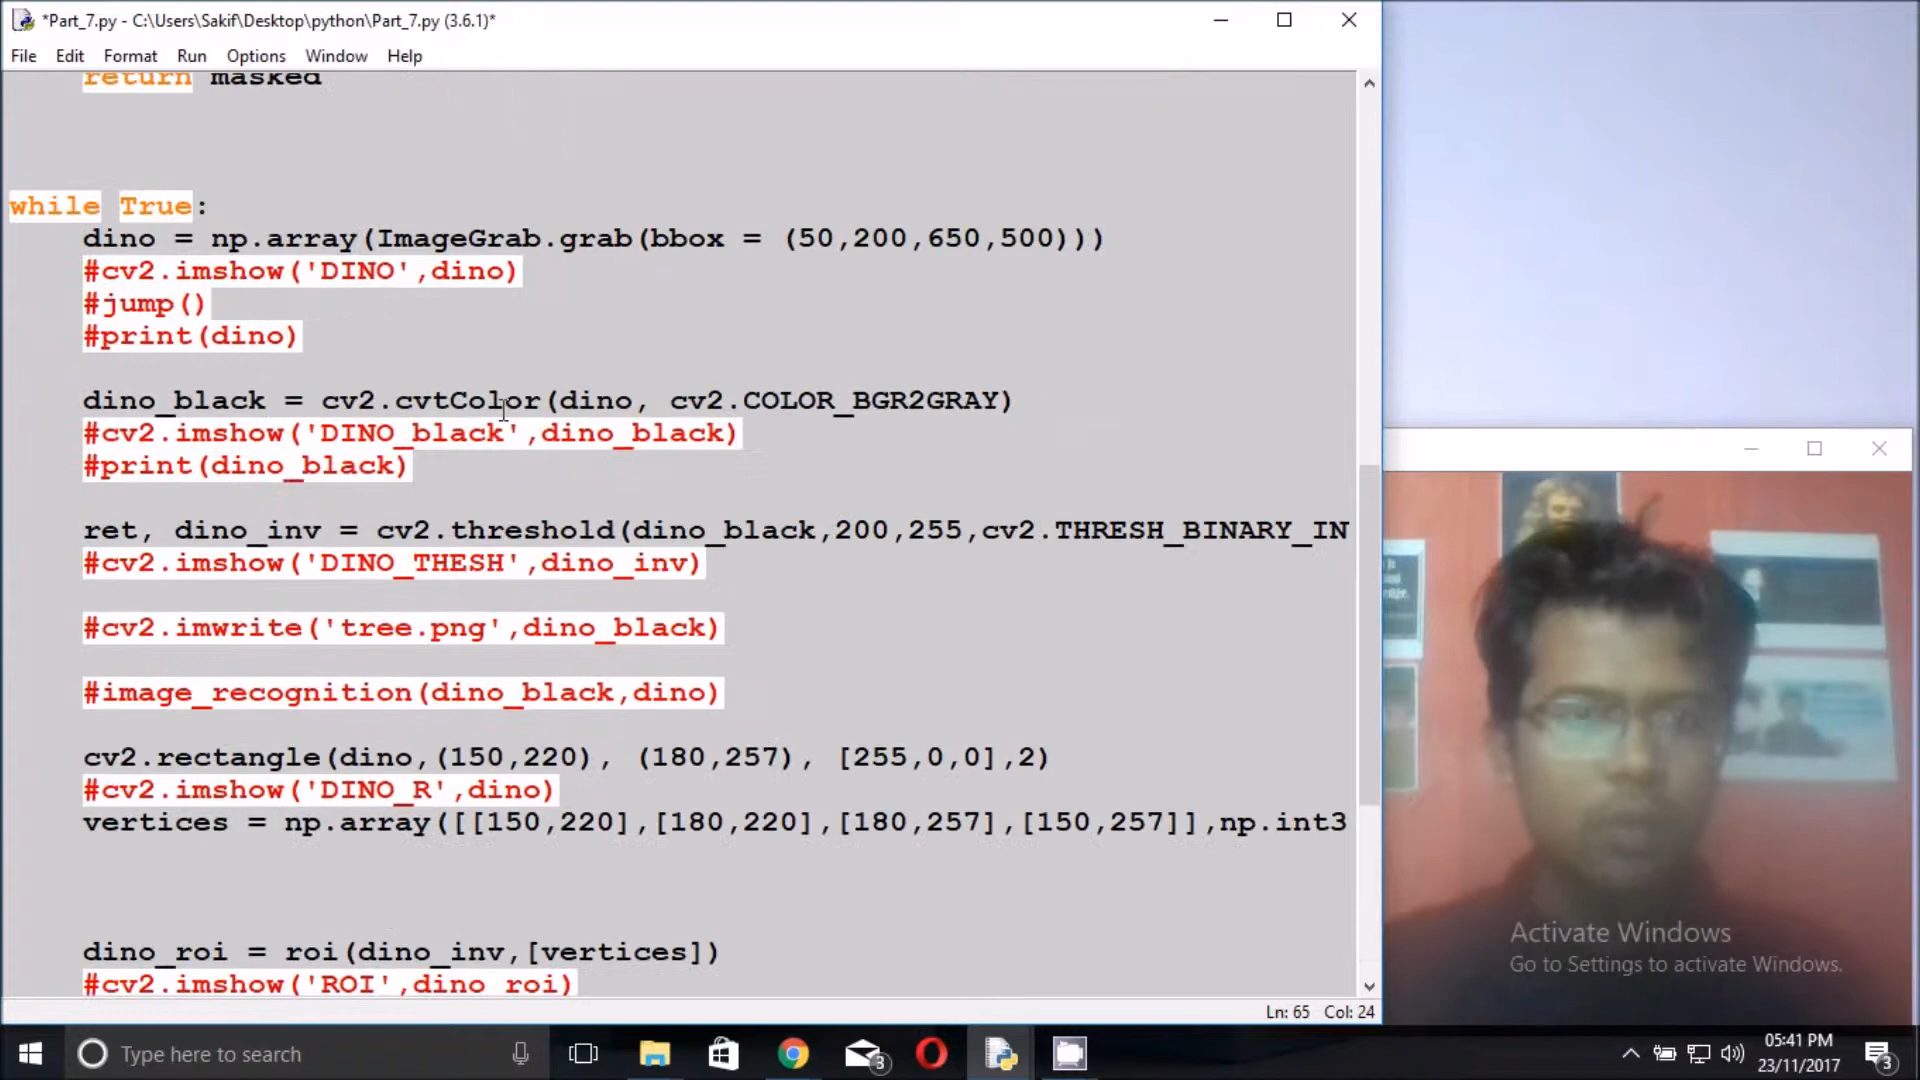 *Part_7.py - C:\Users\Sakif\Desktop\python\Part_7.py (3.6.1)*
File Edit Format Run Options Window Help
return masked
while True:
dino = np.array(ImageGrab.grab(bbox = (50,200,650,500)))
#cv2.imshow('DINO',dino)
#jump()
#print(dino)
dino_black = cv2.cvtColor(dino, cv2.COLOR_BGR2GRAY)
#cv2.imshow('DINO_black',dino_black)
#print(dino_black)
ret, dino_inv = cv2.threshold(dino_black,200,255,cv2.THRESH_BINARY_IN
#cv2.imshow('DINO_THESH',dino_inv)
#cv2.imwrite('tree.png',dino_black)
#image_recognition(dino_black,dino)
cv2.rectangle(dino,(150,220), (180,257), [255,0,0],2)
#cv2.imshow('DINO_R',dino)
vertices = np.array([[150,220],[180,220],[180,257],[150,257]],np.int3
dino_roi = roi(dino_inv,[vertices])
#cv2.imshow('ROI',dino_roi)
Ln: 65 Col: 24
Activate Windows
Go to Settings to activate Windows.
Type here to search
3
05:41 PM
23/11/2017
3